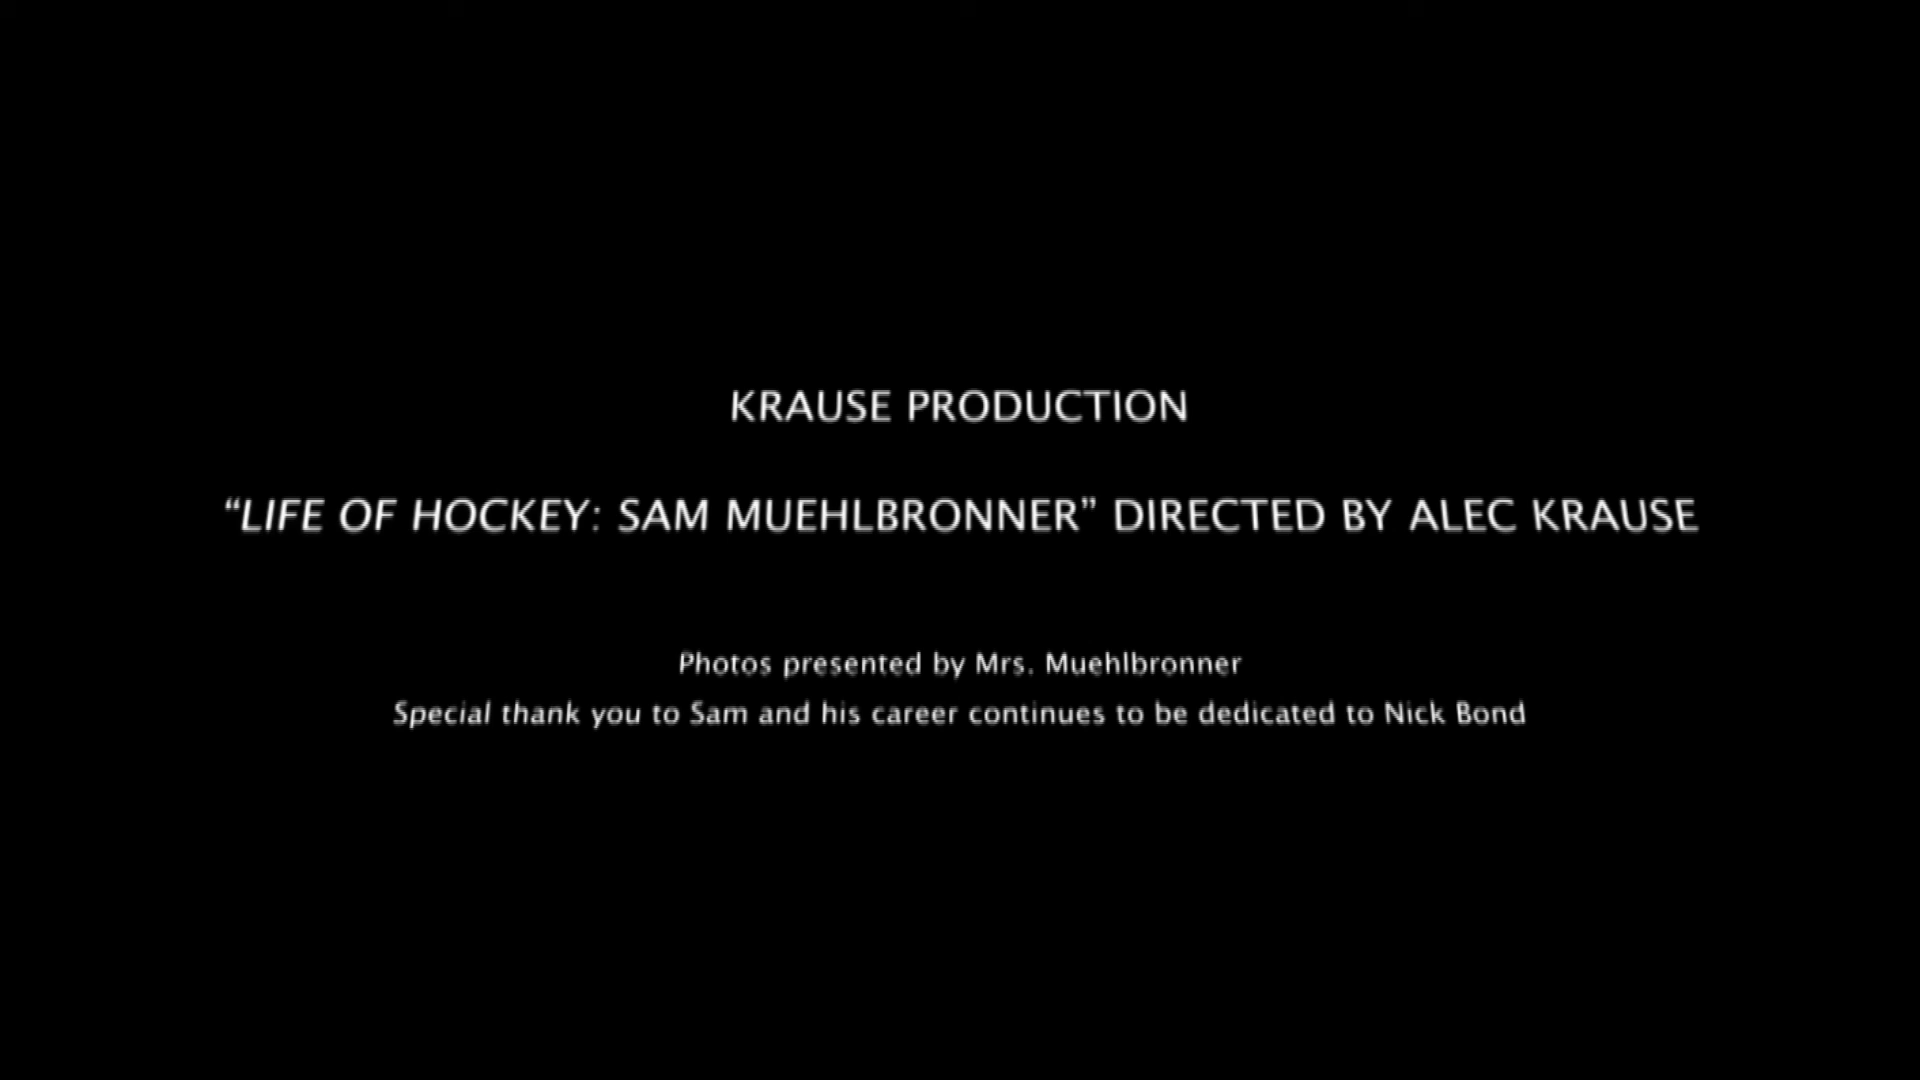 KRAUSE PRODUCTION
“LIFE OF HOCKEY: SAM MUEHLBRONNER” DIRECTED BY ALEC KRAUSE
Photos presented by Mrs. Muehlbronner
Special thank you to Sam and his career continues to be dedicated to Nick Bond